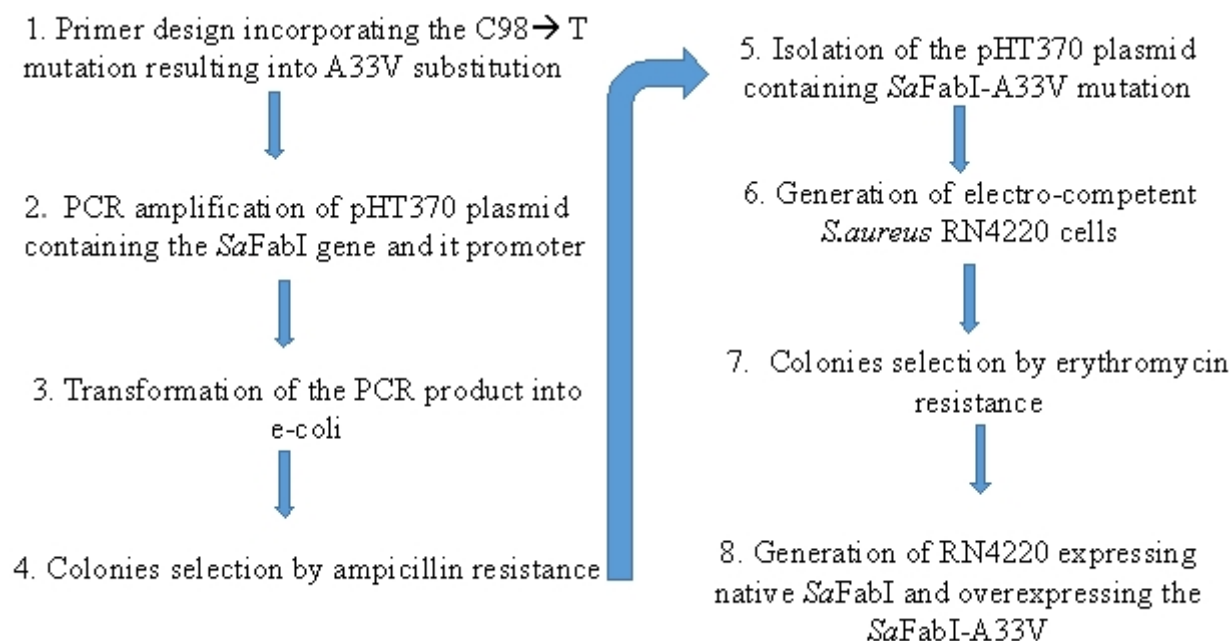 1. Primer design incorporating the C98→ T
mutation resulting into A33V substitution
2. PCR amplification of pHT370 plasmid
containing the SaFabI gene and it promoter
3. Transformation of the PCR product into
e-coli
4. Colonies selection by ampicillin resistance
5. Isolation of the pHT370 plasmid
containing SaFabI-A33V mutation
6. Generation of electro-competent
S.aureus RN4220 cells
7. Colonies selection by erythromycin
resistance
8. Generation of RN4220 expressing
native SaFabI and overexpressing the
SaFabI-A33V